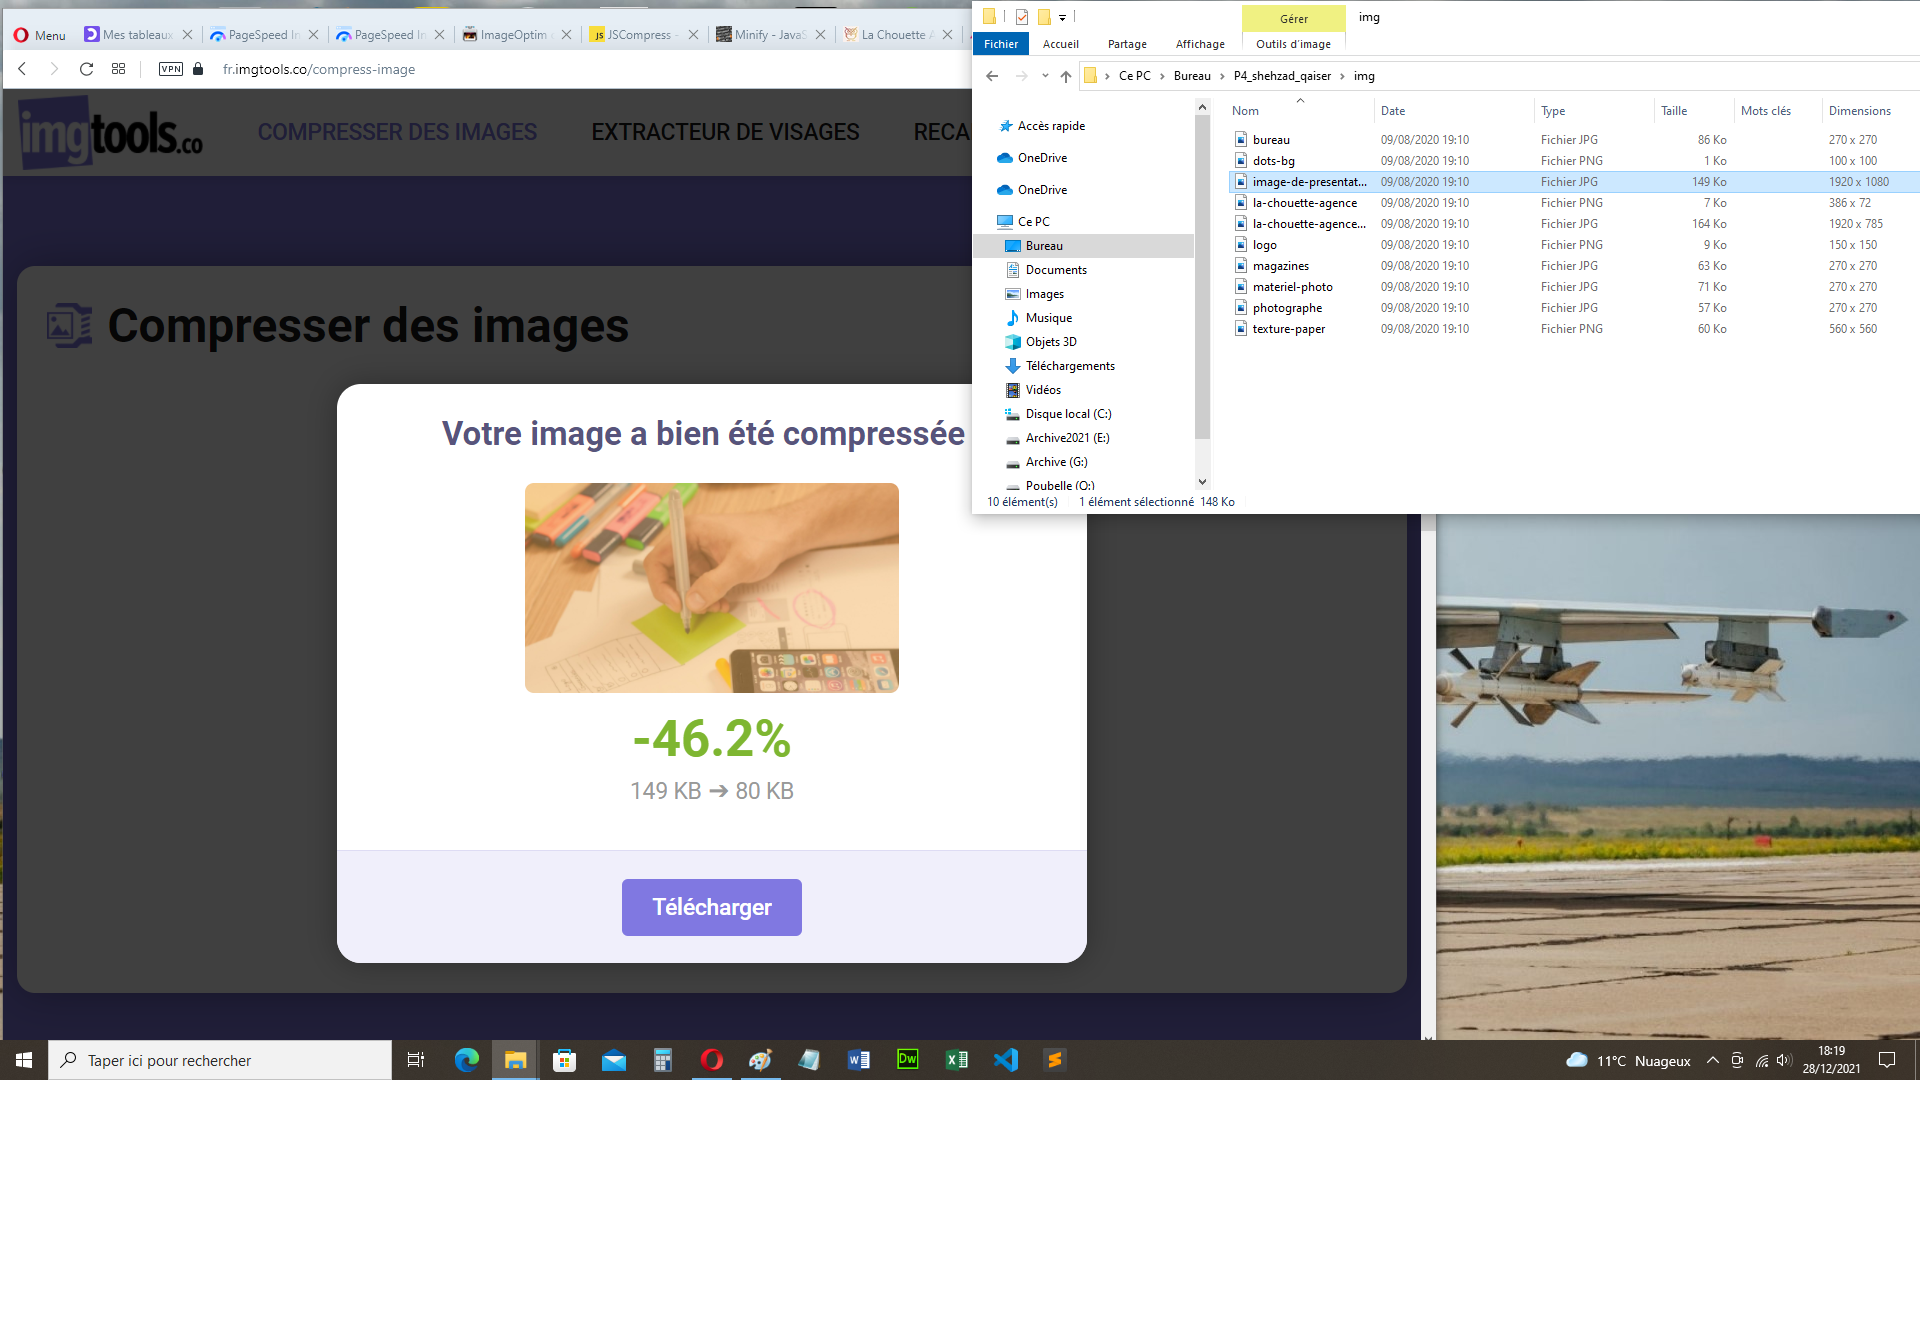 Menu
Mes tableaux
PageSpeed In
PageSpeed In
ImageOptim
JSCompress -
Minify - JavaS
La Chouette A
VPN
fr.imgtools.co/compress-image
imgtools.co
COMPRESSER DES IMAGES
EXTRACTEUR DE VISAGES
RECA
Compresser des images
Votre image a bien été compressée
-46.2%
149 KB ➔ 80 KB
Télécharger
Gérer
img
Fichier
Accueil
Partage
Affichage
Outils d'image
Ce PC > Bureau > P4_shehzad_qaiser > img
Accès rapide
OneDrive
OneDrive
Ce PC
Bureau
Documents
Images
Musique
Objets 3D
Téléchargements
Vidéos
Disque local (C:)
Archive2021 (E:)
Archive (G:)
Poubelle (O:)
Nom Date Type Taille Mots clés Dimensions
bureau 09/08/2020 19:10 Fichier JPG 86 Ko 270 x 270
dots-bg 09/08/2020 19:10 Fichier PNG 1 Ko 100 x 100
image-de-presentat... 09/08/2020 19:10 Fichier JPG 149 Ko 1920 x 1080
la-chouette-agence 09/08/2020 19:10 Fichier PNG 7 Ko 386 x 72
la-chouette-agence... 09/08/2020 19:10 Fichier JPG 164 Ko 1920 x 785
logo 09/08/2020 19:10 Fichier PNG 9 Ko 150 x 150
magazines 09/08/2020 19:10 Fichier JPG 63 Ko 270 x 270
materiel-photo 09/08/2020 19:10 Fichier JPG 71 Ko 270 x 270
photographe 09/08/2020 19:10 Fichier JPG 57 Ko 270 x 270
texture-paper 09/08/2020 19:10 Fichier PNG 60 Ko 560 x 560
10 élément(s) 1 élément sélectionné 148 Ko
Taper ici pour rechercher
Dw
11°C Nuageux
18:19
28/12/2021